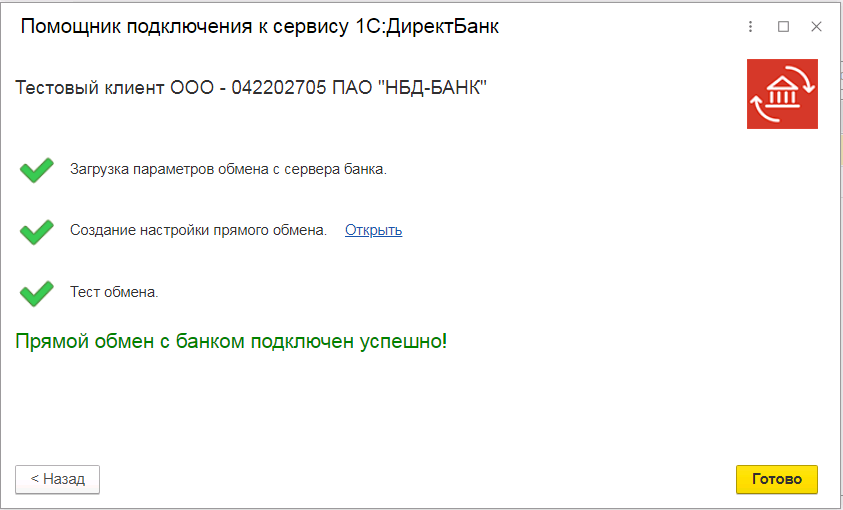 Помощник подключения к сервису 1С:ДиректБанк
Тестовый клиент ООО - 042202705 ПАО "НБД-БАНК"
Загрузка параметров обмена с сервера банка.
Создание настройки прямого обмена. Открыть
Тест обмена.
Прямой обмен с банком подключен успешно!
< Назад Готово